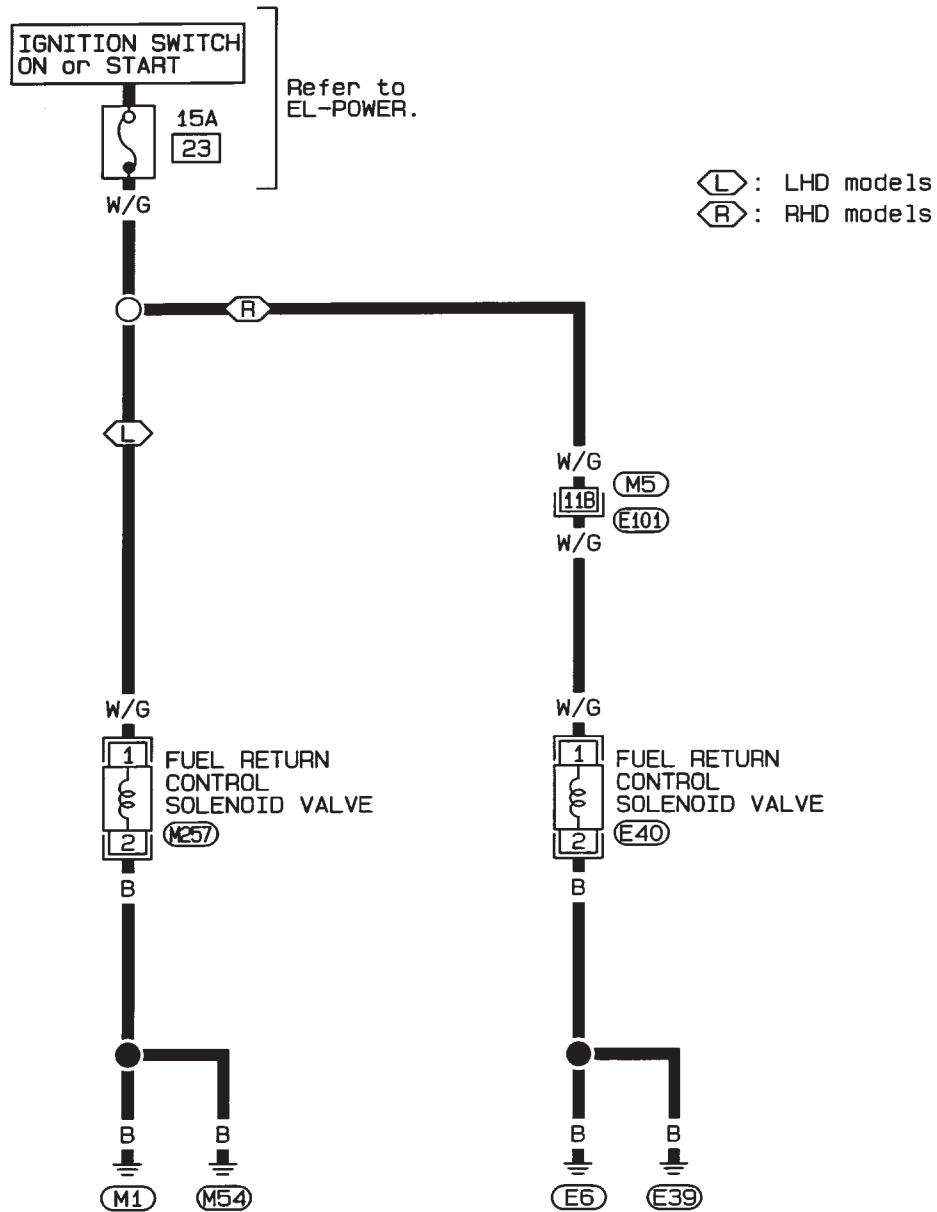 IGNITION SWITCH
ON or START
Refer to
EL-POWER.
15A
23
W/G
L : LHD models
R : RHD models
R
L
W/G
11B
M5
E101
W/G
W/G
1
FUEL RETURN
CONTROL
SOLENOID VALVE
M257
2
B
W/G
1
FUEL RETURN
CONTROL
SOLENOID VALVE
E40
2
B
B
B
B
B
M1
M54
E6
E39